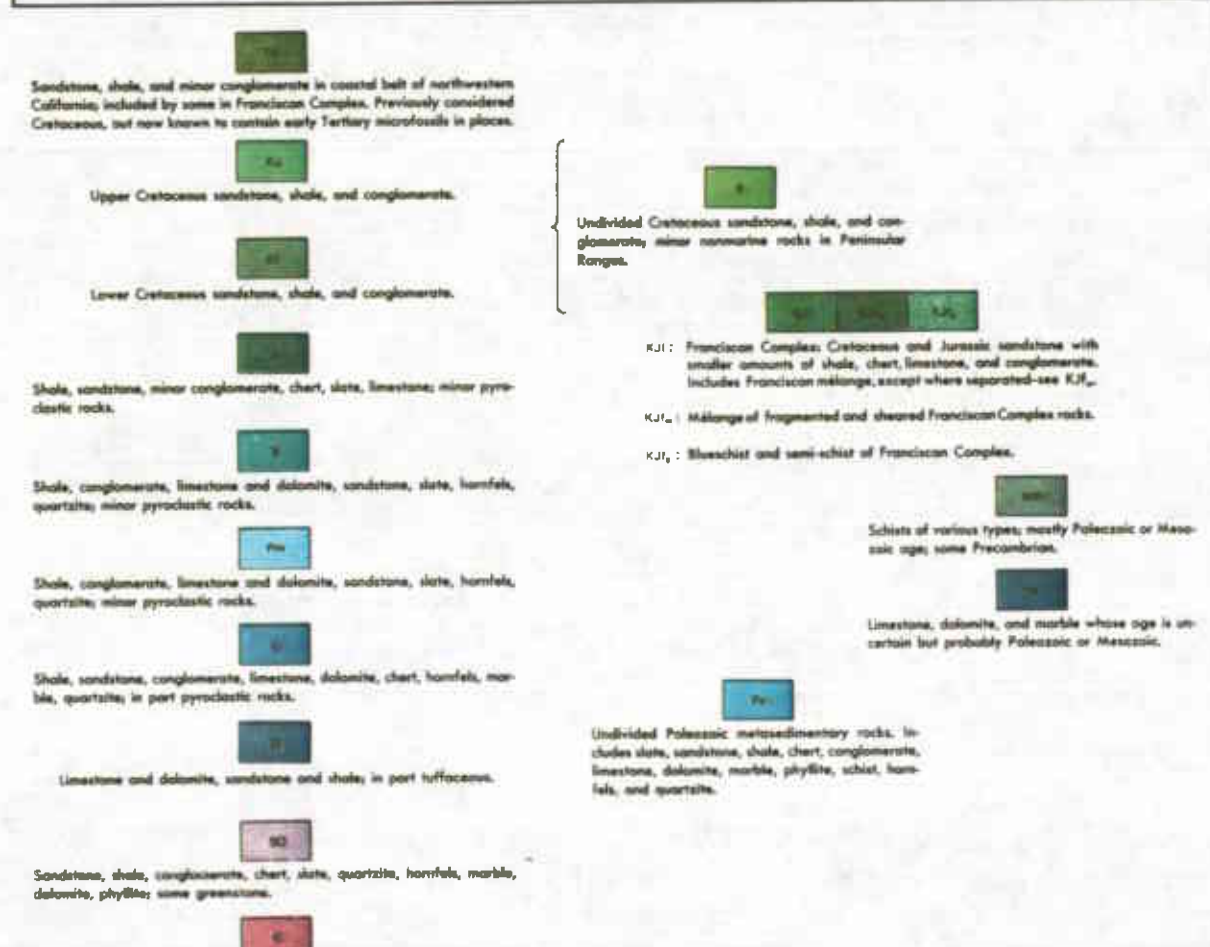 Sandstone, shale, and minor conglomerate in coastal belt of northwestern
California; included by some in Franciscan Complex. Previously considered
Cretaceous, but now known to contain early Tertiary microfossils in places.
Ku
Upper Cretaceous sandstone, shale, and conglomerate.
Lower Cretaceous sandstone, shale, and conglomerate.
Shale, sandstone, minor conglomerate, chert, slate, limestone; minor pyro-
clastic rocks.
Shale, conglomerate, limestone and dolomite, sandstone, slate, hornfels,
quartzite; minor pyroclastic rocks.
Pm
Shale, conglomerate, limestone and dolomite, sandstone, slate, hornfels,
quartzite; minor pyroclastic rocks.
Shale, sandstone, conglomerate, limestone, dolomite, chert, hornfels, mar-
ble, quartzite; in part pyroclastic rocks.
Limestone and dolomite, sandstone and shale; in part tuffaceous.
SO
Sandstone, shale, conglomerate, chert, slate, quartzite, hornfels, marble,
dolomite, phyllite; some greenstone.
Undivided Cretaceous sandstone, shale, and con-
glomerate; minor nonmarine rocks in Peninsular
Ranges.
KJf : Franciscan Complex: Cretaceous and Jurassic sandstone with
smaller amounts of shale, chert, limestone, and conglomerate.
Includes Franciscan mélange, except where separated-see KJfm.
KJfm : Mélange of fragmented and sheared Franciscan Complex rocks.
KJfs : Blueschist and semi-schist of Franciscan Complex.
Schists of various types; mostly Paleozoic or Meso-
zoic age; some Precambrian.
Limestone, dolomite, and marble whose age is un-
certain but probably Paleozoic or Mesozoic.
Undivided Paleozoic metasedimentary rocks. In-
cludes slate, sandstone, shale, chert, conglomerate,
limestone, dolomite, marble, phyllite, schist, horn-
fels, and quartzite.